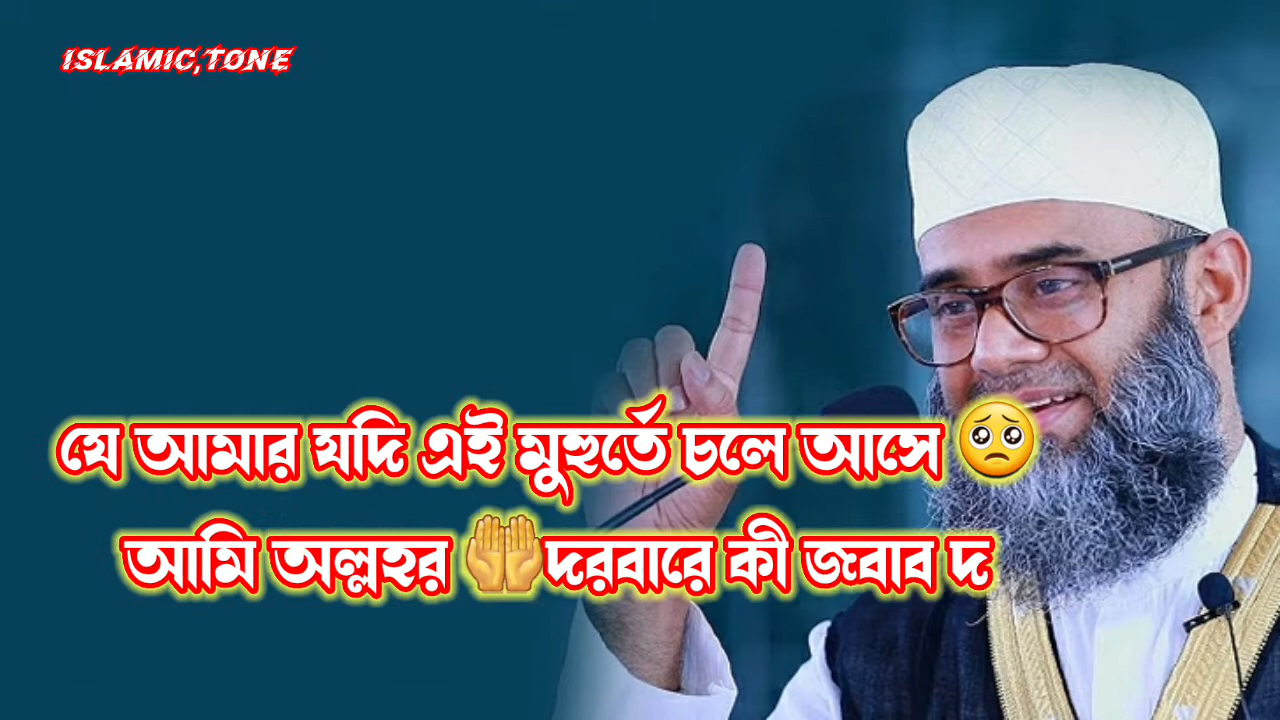 ISLAMIC,TONE
যে আমার যদি এই মুহুর্তে চলে আসে 🥺
আমি অল্লহর 🤲দরবারে কী জবাব দ